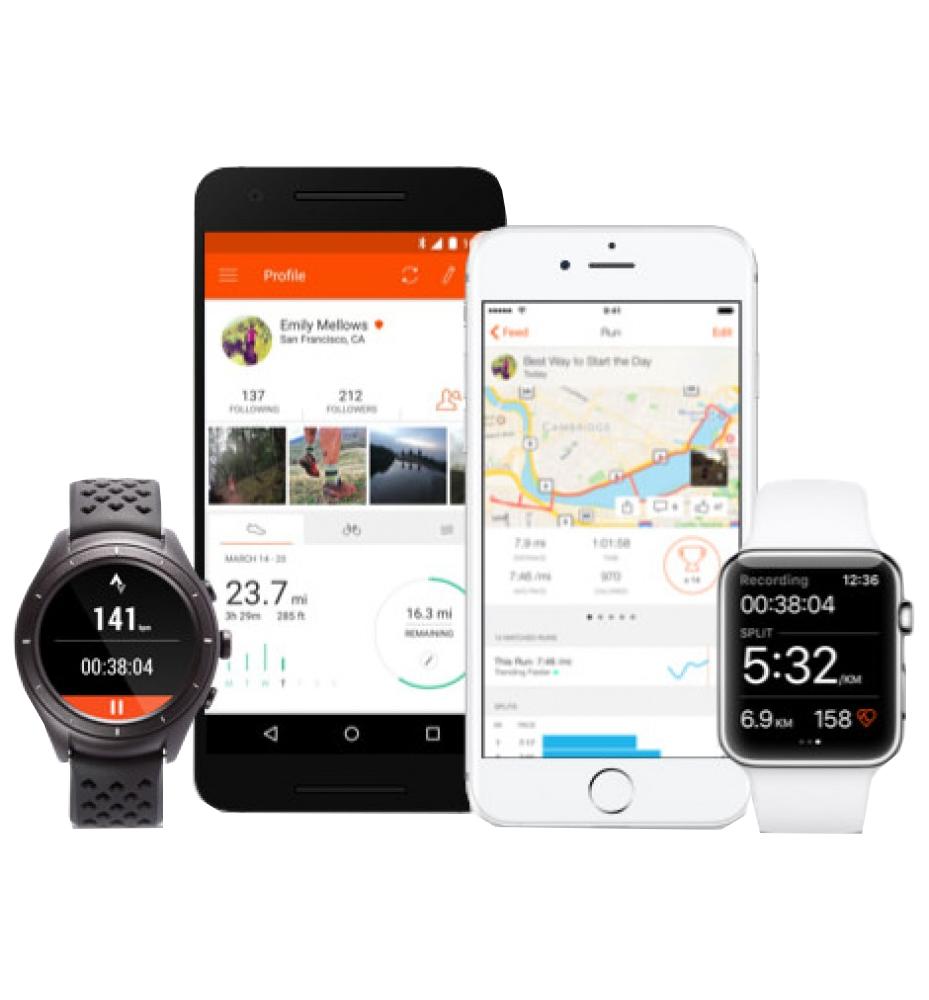 141 bpm
00:38:04
Profile
Emily Mellows
San Francisco, CA
137
FOLLOWING
212
FOLLOWERS
MARCH 14 - 20
23.7 mi
3h 29m 285 ft
M T W T F S S
16.3 mi
REMAINING
9:41
Feed
Run
Edit
Best Way to Start the Day
Today
CAMBRIDGE
7.9 mi
DISTANCE
1:01:58
TIME
7:46 /mi
AVG PACE
970
CALORIES
x 14
This Run: 7:46 /mi
Trending Faster
SPLITS
PACE
1
Recording 12:36
00:38:04
SPLIT
5:32/KM
6.9 KM 158